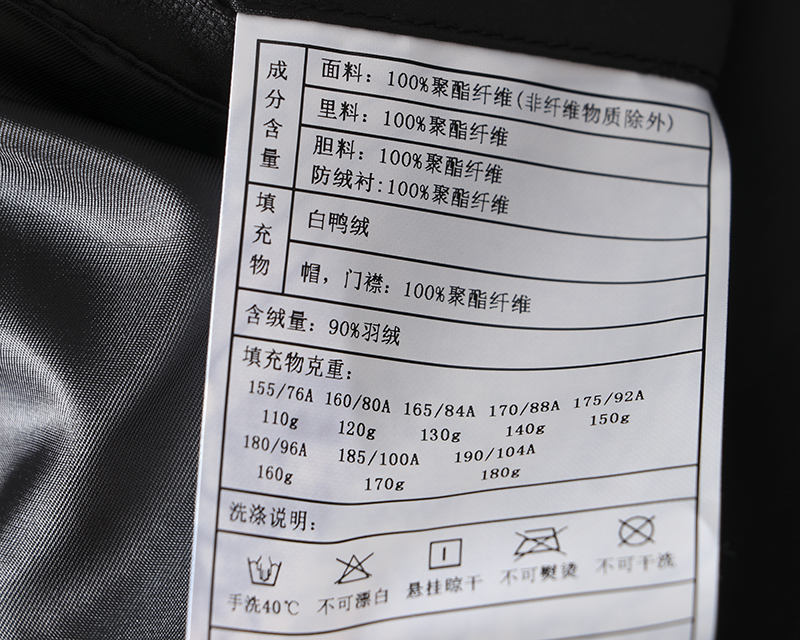 成分含量
面料：100%聚酯纤维(非纤维物质除外)
里料：100%聚酯纤维
胆料：100%聚酯纤维
防绒衬:100%聚酯纤维
填充物
白鸭绒
帽，门襟：100%聚酯纤维
含绒量：90%羽绒
填充物克重：
155/76A 160/80A 165/84A 170/88A 175/92A
110g 120g 130g 140g 150g
180/96A 185/100A 190/104A
160g 170g 180g
洗涤说明：
手洗40℃ 不可漂白 悬挂晾干 不可熨烫 不可干洗